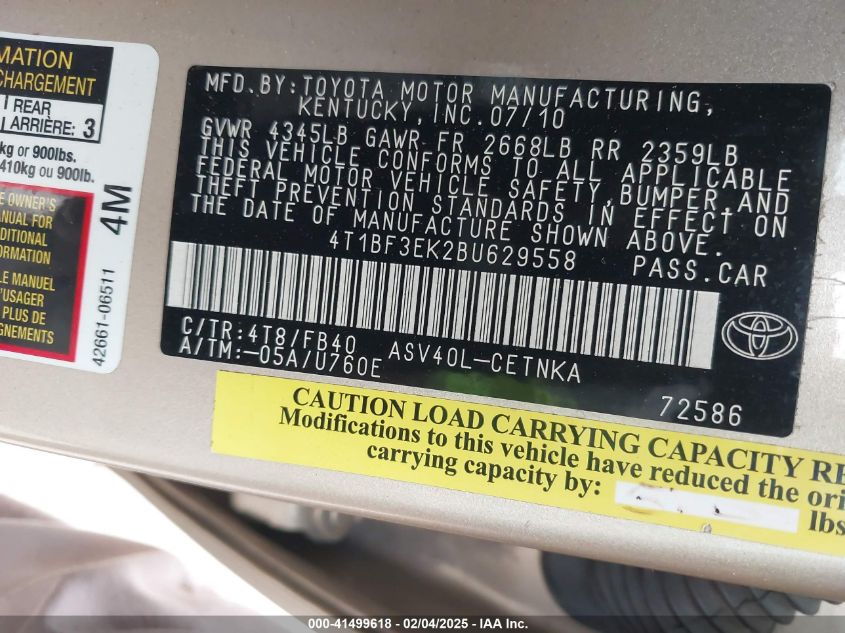 MATION
CHARGEMENT
REAR
ARRIÈRE: 3
kg or 900lbs.
410kg ou 900lb.
E OWNER'S
ANUAL FOR
DDITIONAL
FORMATION
LE MANUEL
'USAGER
PLUS DE
GNEMENTS
4M
42661-06511
MFD.BY:TOYOTA MOTOR MANUFACTURING,
KENTUCKY,INC.07/10
GVWR 4345LB GAWR FR 2668LB RR 2359LB
THIS VEHICLE CONFORMS TO ALL APPLICABLE
FEDERAL MOTOR VEHICLE SAFETY,BUMPER,AND
THEFT PREVENTION STANDARDS IN EFFECT ON
THE DATE OF MANUFACTURE SHOWN ABOVE.
4T1BF3EK2BU629558 PASS.CAR
C/TR:4T8/FB40 ASV40L-CETNKA
A/TM:-05A/U760E
72586
TOYOTA
CAUTION LOAD CARRYING CAPACITY RE
Modifications to this vehicle have reduced the ori
carrying capacity by:
lbs
000-41499618 - 02/04/2025 - IAA Inc.